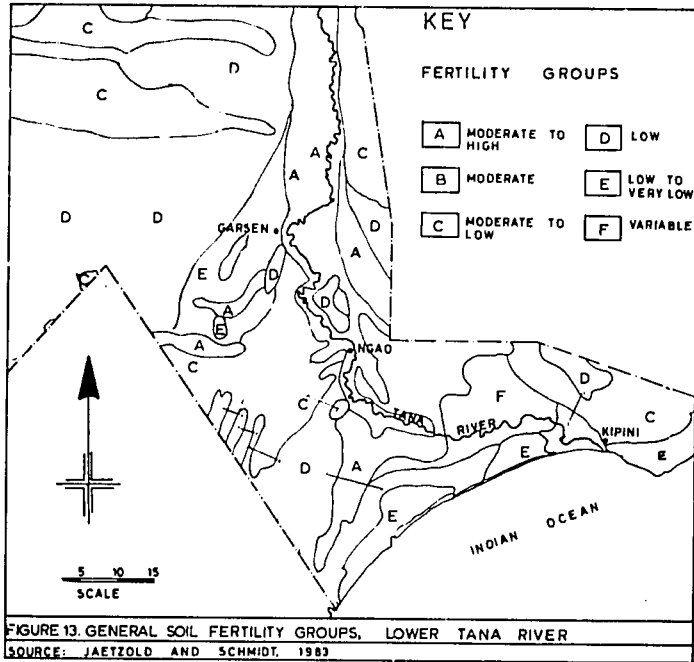 KEY
FERTILITY GROUPS
A MODERATE TO HIGH
D LOW
B MODERATE
E LOW TO VERY LOW
C MODERATE TO LOW
F VARIABLE
C
D
C
D
D
C
A
A
C
D
A
GARSEN
E
D
A
E
A
C
D
C
NGAO
TANA
RIVER
F
D
C
KIPINI
E
E
C
D
A
E
INDIAN OCEAN
5 10 15
SCALE
FIGURE 13. GENERAL SOIL FERTILITY GROUPS, LOWER TANA RIVER
SOURCE: JAETZOLD AND SCHMIDT, 1983